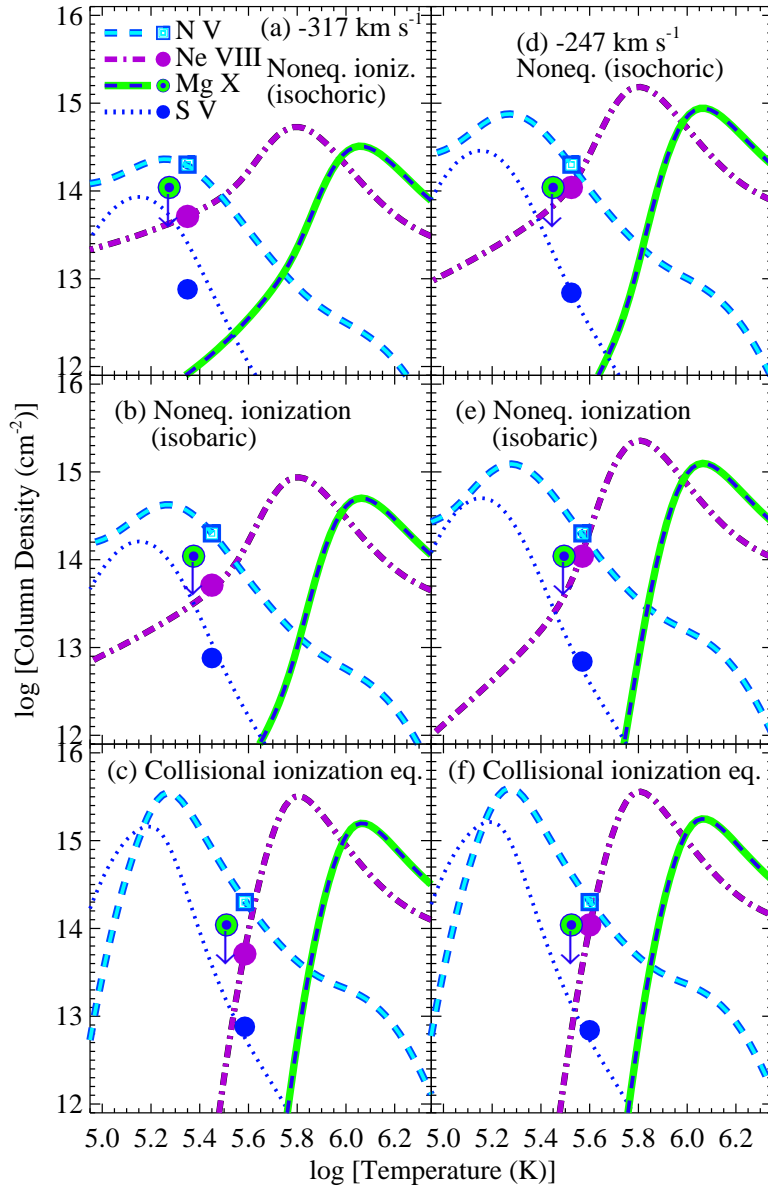 N V
Ne VIII
Mg X
S V
(a) -317 km s⁻¹
Noneq. ioniz.
(isochoric)
(d) -247 km s⁻¹
Noneq. (isochoric)
16
15
14
13
12
(b) Noneq. ionization
(isobaric)
(e) Noneq. ionization
(isobaric)
16
15
14
13
12
log [Column Density (cm⁻²)]
(c) Collisional ionization eq.
(f) Collisional ionization eq.
16
15
14
13
12
5.0 5.2 5.4 5.6 5.8 6.0 6.2
5.0 5.2 5.4 5.6 5.8 6.0 6.2
log [Temperature (K)]